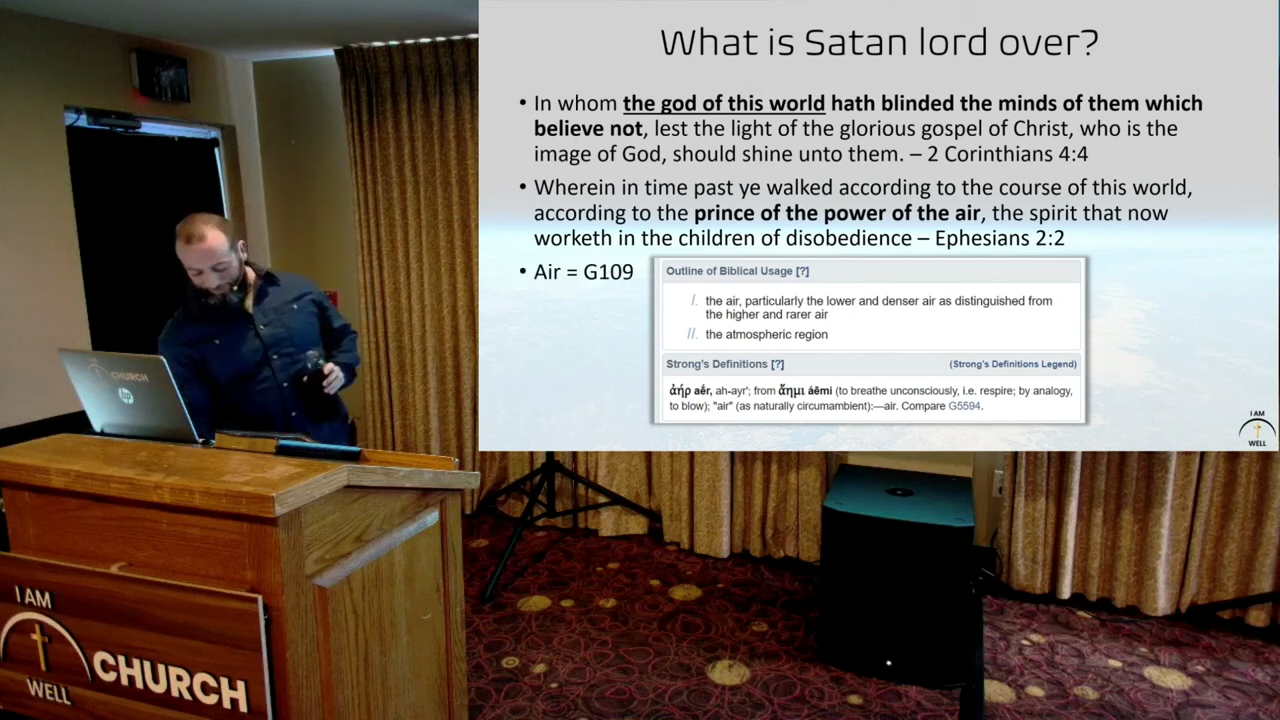 What is Satan lord over?
• In whom the god of this world hath blinded the minds of them which
believe not, lest the light of the glorious gospel of Christ, who is the
image of God, should shine unto them. – 2 Corinthians 4:4
• Wherein in time past ye walked according to the course of this world,
according to the prince of the power of the air, the spirit that now
worketh in the children of disobedience – Ephesians 2:2
• Air = G109
Outline of Biblical Usage [?]
I. the air, particularly the lower and denser air as distinguished from
the higher and rarer air
II. the atmospheric region
Strong's Definitions [?] (Strong's Definitions Legend)
ἀήρ aḗr, ah-ayr'; from ἄημι áēmi (to breathe unconsciously, i.e. respire; by analogy,
to blow); "air" (as naturally circumambient):—air. Compare G5594.
I AM
WELL
CHURCH
hp
I AM
CHURCH
WELL